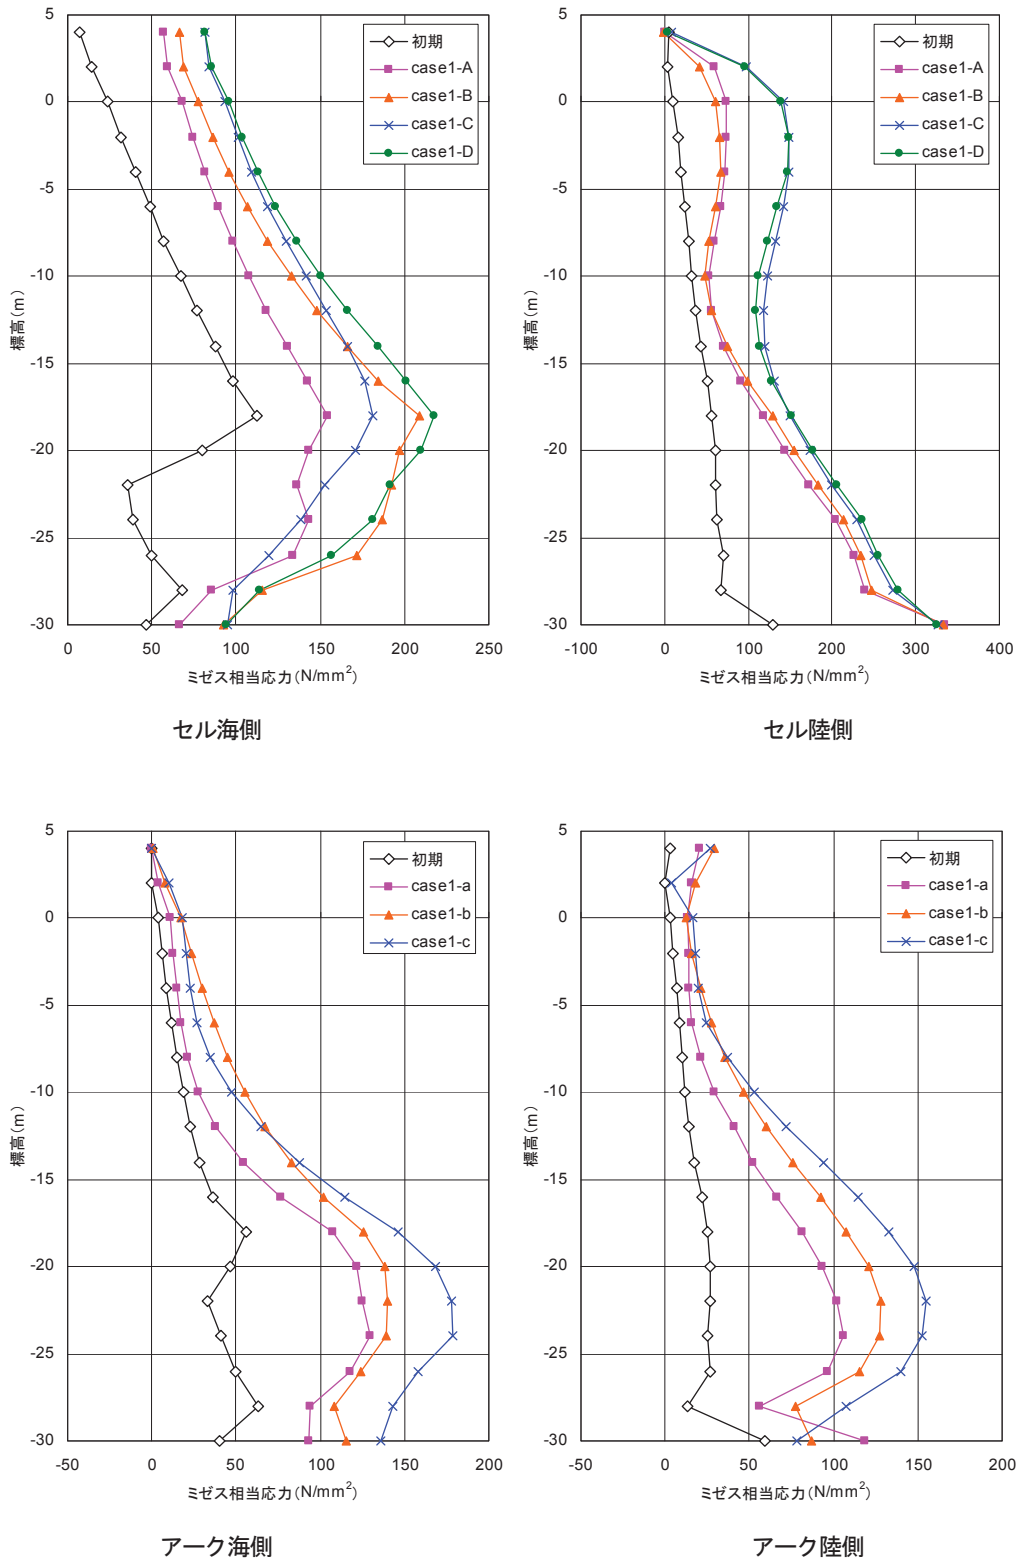 5
0
-5
-10
-15
-20
-25
-30
標高(m)
0
50
100
150
200
250
ミゼス相当応力(N/mm²)
初期
case1-A
case1-B
case1-C
case1-D
セル海側
5
0
-5
-10
-15
-20
-25
-30
標高(m)
-100
0
100
200
300
400
ミゼス相当応力(N/mm²)
初期
case1-A
case1-B
case1-C
case1-D
セル陸側
5
0
-5
-10
-15
-20
-25
-30
標高(m)
-50
0
50
100
150
200
ミゼス相当応力(N/mm²)
初期
case1-a
case1-b
case1-c
アーク海側
5
0
-5
-10
-15
-20
-25
-30
標高(m)
-50
0
50
100
150
200
ミゼス相当応力(N/mm²)
初期
case1-a
case1-b
case1-c
アーク陸側